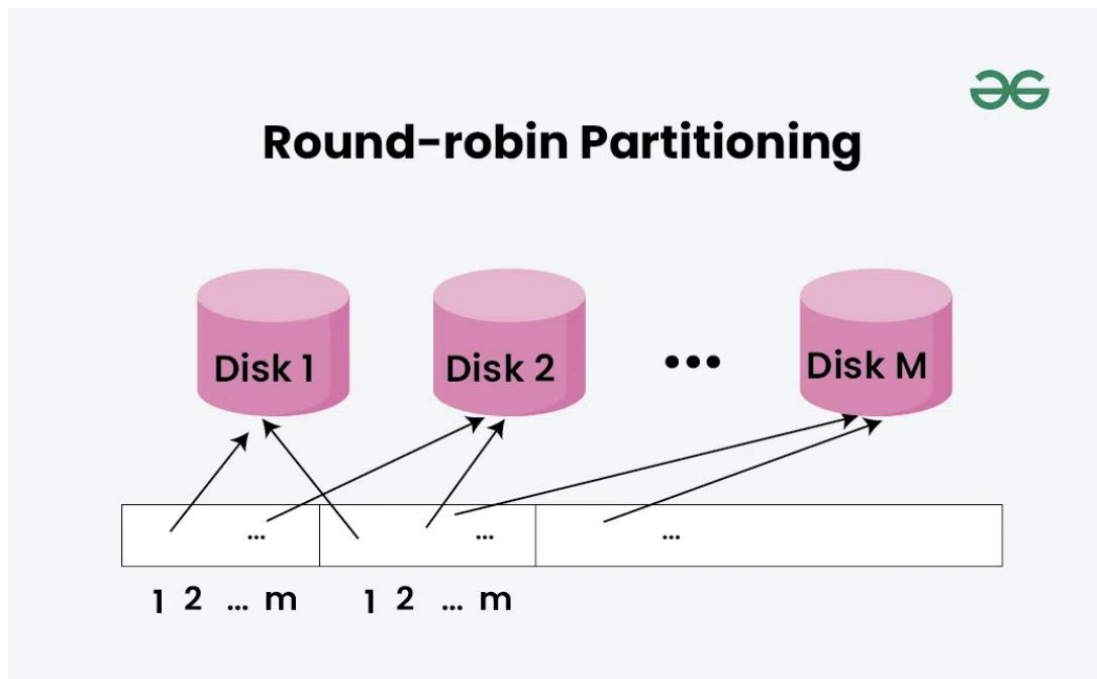 Round-robin Partitioning
Disk 1 Disk 2 ... Disk M
... ... ...
1 2 ... m 1 2 ... m